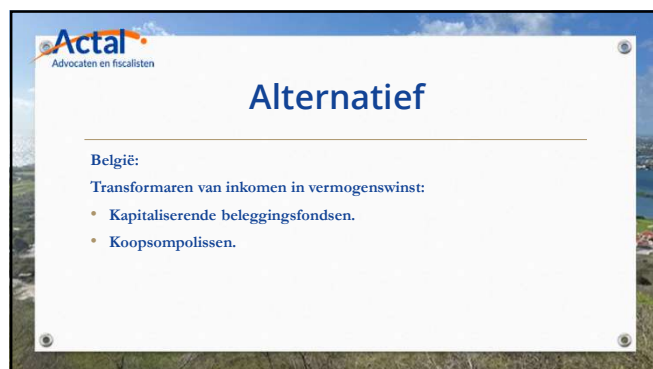 Actal
Advocaten en fiscalisten
Alternatief
België:
Transformaren van inkomen in vermogenswinst:
• Kapitaliserende beleggingsfondsen.
• Koopsompolissen.